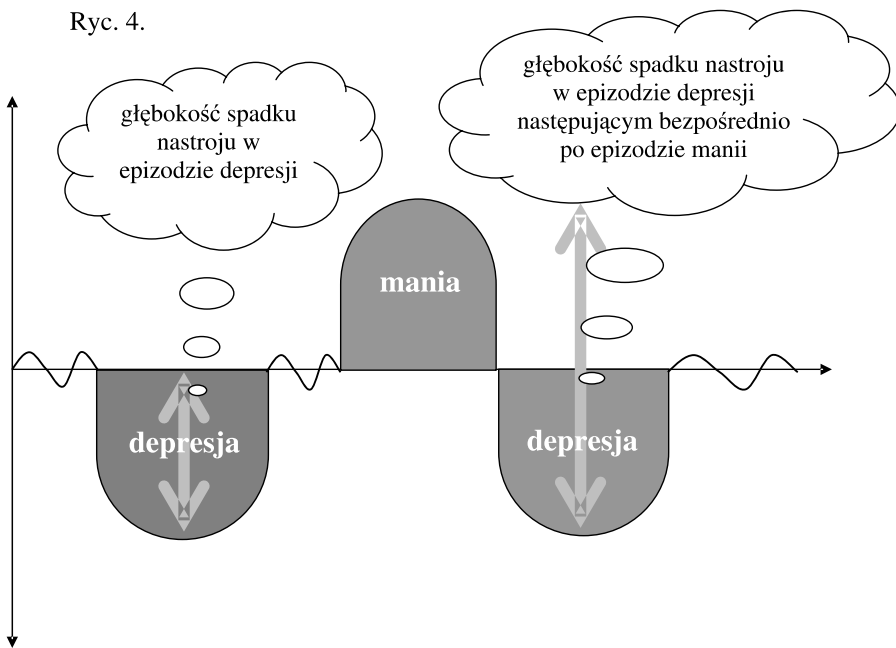 Ryc. 4.
głębokość spadku
nastroju w
epizodzie depresji
głębokość spadku nastroju
w epizodzie depresji
następującym bezpośrednio
po epizodzie manii
mania
depresja
depresja